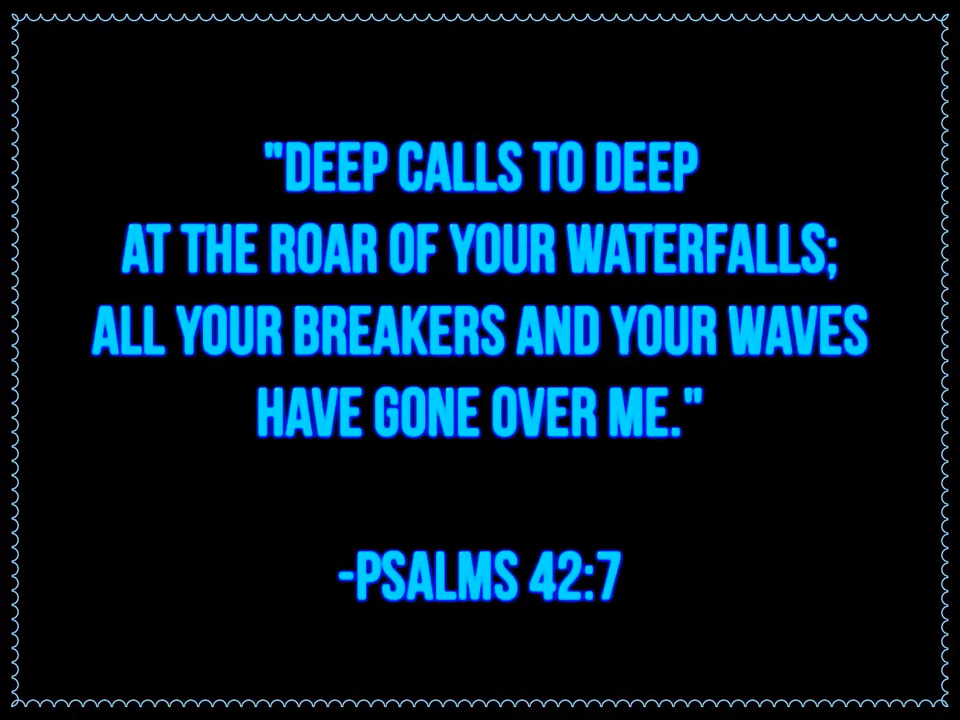 "DEEP CALLS TO DEEP
AT THE ROAR OF YOUR WATERFALLS;
ALL YOUR BREAKERS AND YOUR WAVES
HAVE GONE OVER ME."
-PSALMS 42:7